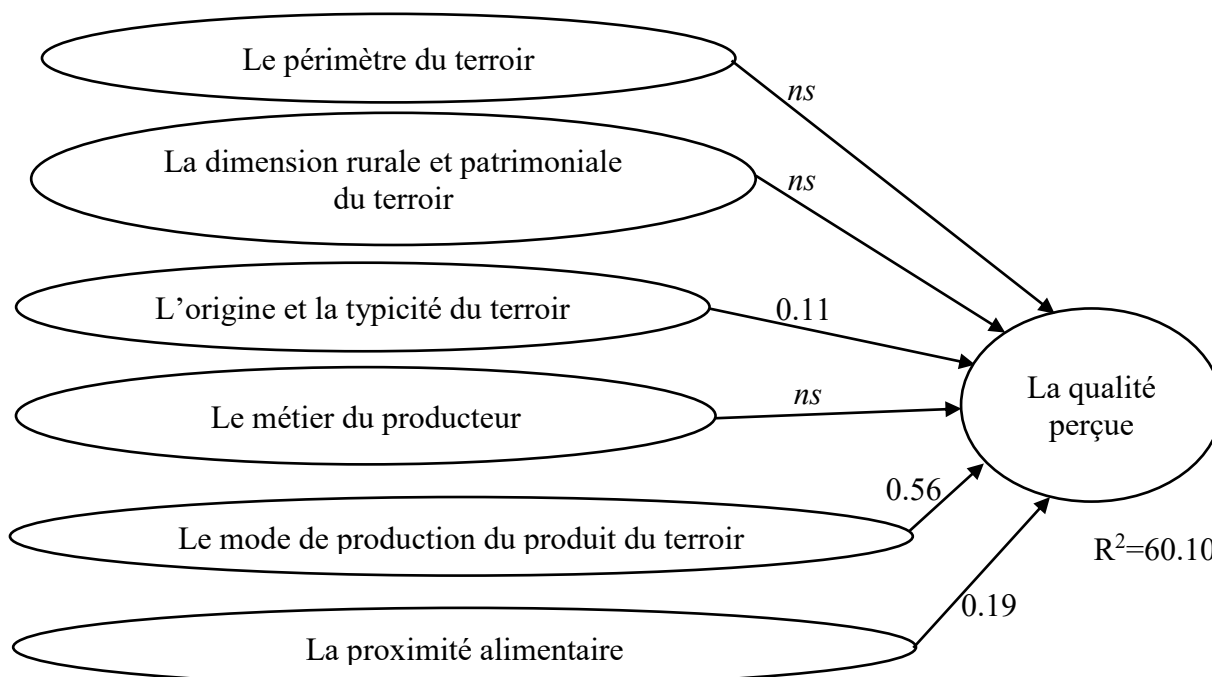 Le périmètre du terroir
ns
La dimension rurale et patrimoniale
du terroir
ns
L’origine et la typicité du terroir
0.11
Le métier du producteur
ns
La qualité
perçue
0.56
Le mode de production du produit du terroir
R²=60.10
0.19
La proximité alimentaire